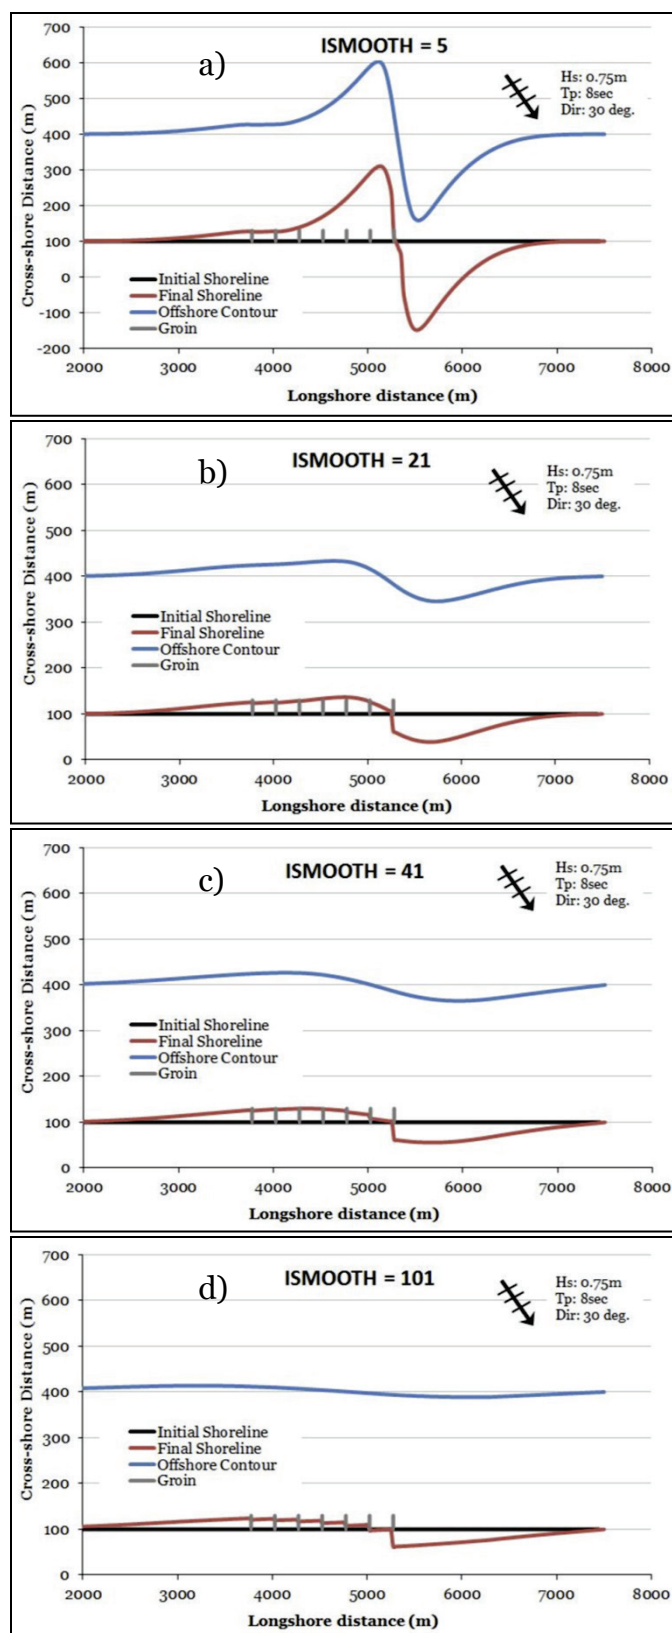 700
ISMOOTH = 5
a)
600
Hs: 0.75m
Tp: 8sec
Dir: 30 deg.
500
400
300
200
100
0
-100
-200
Cross-shore Distance (m)
Initial Shoreline
Final Shoreline
Offshore Contour
Groin
2000 3000 4000 5000 6000 7000 8000
Longshore distance (m)
700
ISMOOTH = 21
b)
600
Hs: 0.75m
Tp: 8sec
Dir: 30 deg.
500
400
300
200
100
0
Cross-shore Distance (m)
Initial Shoreline
Final Shoreline
Offshore Contour
Groin
2000 3000 4000 5000 6000 7000 8000
Longshore distance (m)
700
ISMOOTH = 41
c)
600
Hs: 0.75m
Tp: 8sec
Dir: 30 deg.
500
400
300
200
100
0
Cross-shore Distance (m)
Initial Shoreline
Final Shoreline
Offshore Contour
Groin
2000 3000 4000 5000 6000 7000 8000
Longshore distance (m)
700
ISMOOTH = 101
d)
600
Hs: 0.75m
Tp: 8sec
Dir: 30 deg.
500
400
300
200
100
0
Cross-shore Distance (m)
Initial Shoreline
Final Shoreline
Offshore Contour
Groin
2000 3000 4000 5000 6000 7000 8000
Longshore distance (m)